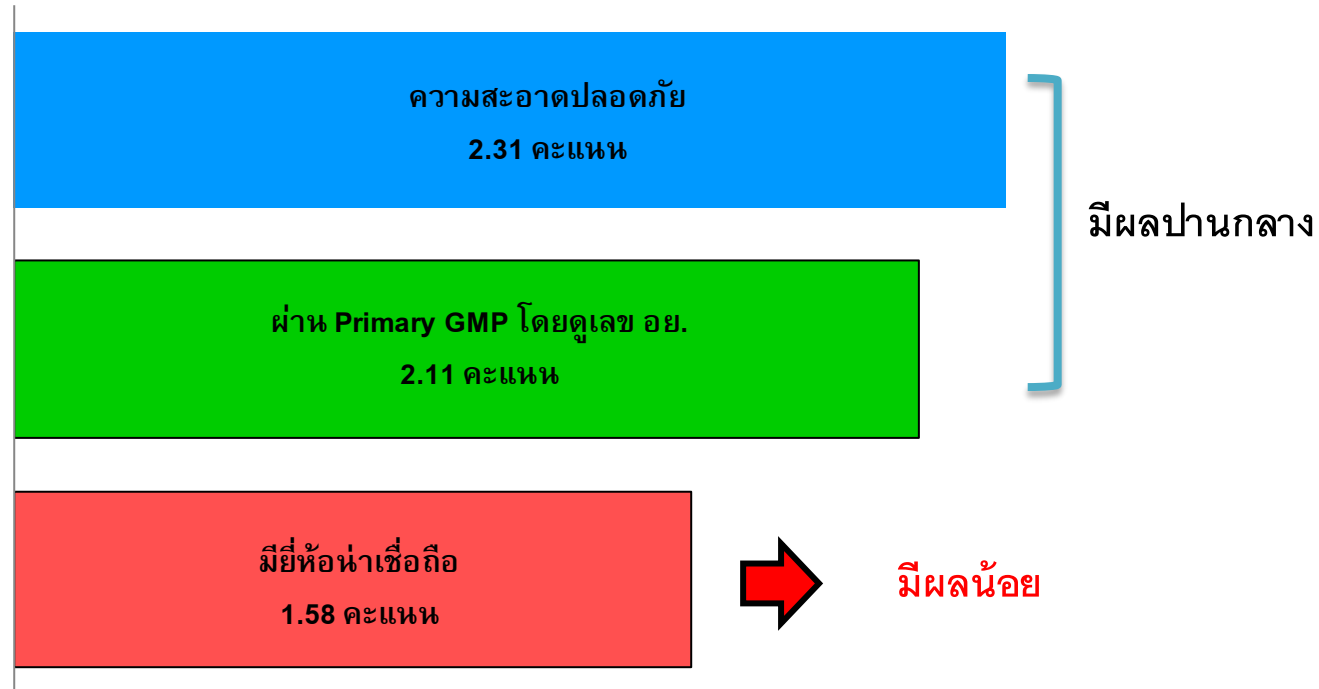 ความสะอาดปลอดภัย
2.31 คะแนน
มีผลปานกลาง
ผ่าน Primary GMP โดยดูเลข อย.
2.11 คะแนน
มียี่ห้อน่าเชื่อถือ
1.58 คะแนน
มีผลน้อย